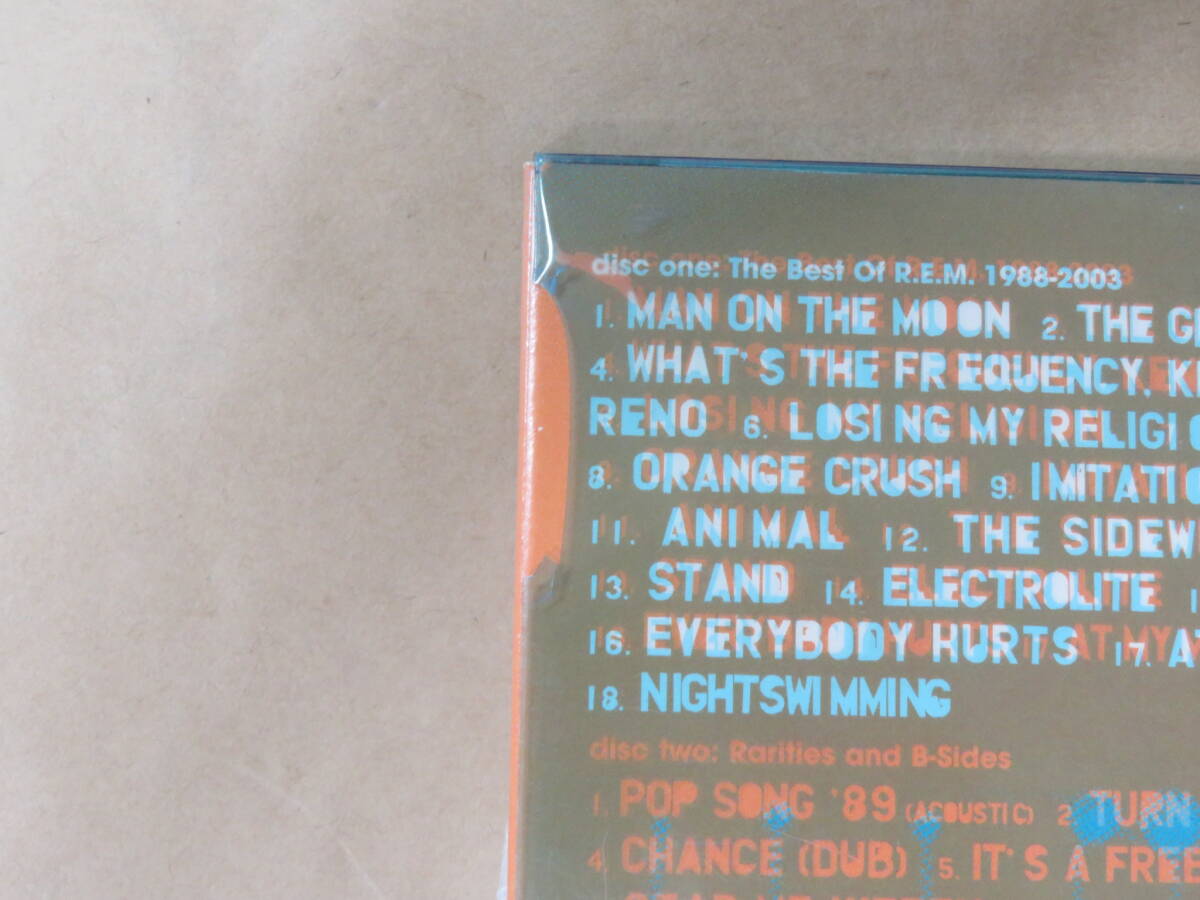 disc one: The Best Of R.E.M. 1988-2003
1. MAN ON THE MOON 2. THE
4. WHAT'S THE FREQUENCY,
RENO 6. LOSING MY
8. ORANGE CRUSH 9.
11. ANIMAL 12. THE
13. STAND 14. ELECTROLITE
16. EVERYBODY HURTS 17.
18. NIGHTSWIMMING
disc two: Rarities and B-Sides
1. POP SONG '89 (ACOUSTIC) 2. TURN
4. CHANCE (DUB) 5. IT'S A FREE